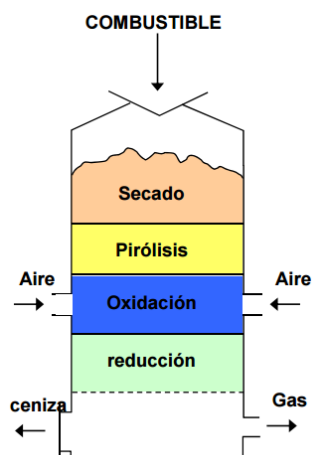 COMBUSTIBLE
Secado
Pirólisis
Aire
Aire
Oxidación
reducción
ceniza
Gas